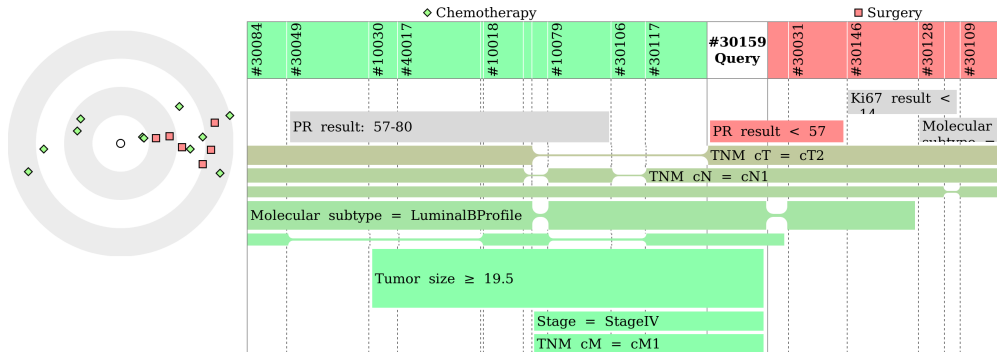 Chemotherapy
Surgery
#30084
#30049
#10030
#40017
#10018
#10079
#30106
#30117
#30159
Query
#30031
#30146
#30128
#30109
Ki67 result <
14
PR result: 57-80
PR result < 57
Molecular
subtype =
TNM cT = cT2
TNM cN = cN1
Molecular subtype = LuminalBProfile
Tumor size ≥ 19.5
Stage = StageIV
TNM cM = cM1